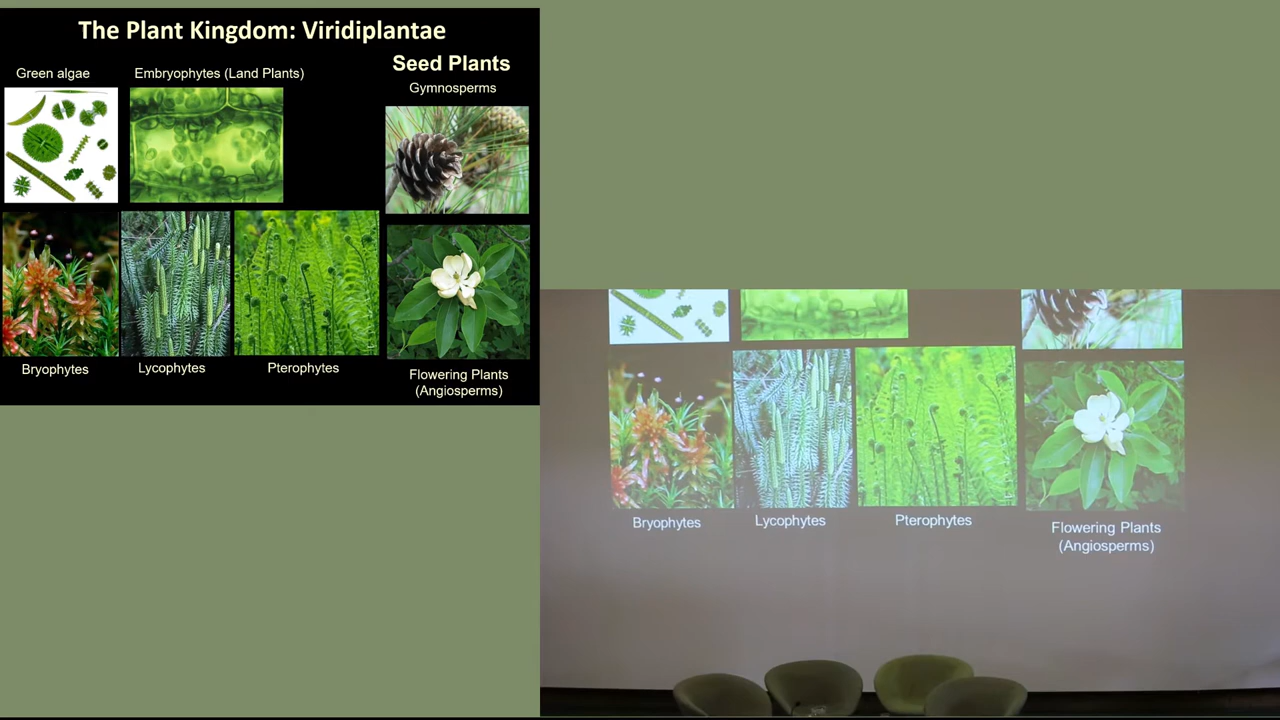 The Plant Kingdom: Viridiplantae
Green algae
Embryophytes (Land Plants)
Seed Plants
Gymnosperms
Bryophytes
Lycophytes
Pterophytes
Flowering Plants
(Angiosperms)
Bryophytes
Lycophytes
Pterophytes
Flowering Plants
(Angiosperms)